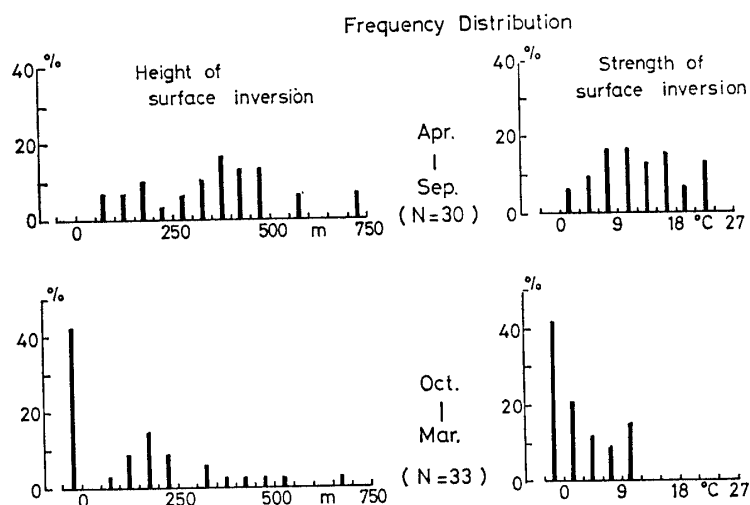 Frequency Distribution
%
40
20
0
Height of
surface inversion
0 250 500 m 750
Apr.
|
Sep.
(N=30)
%
40
20
0
Strength of
surface inversion
0 9 18 °C 27
%
40
20
0
0 250 500 m 750
Oct.
|
Mar.
(N=33)
%
40
20
0
0 9 18 °C 27